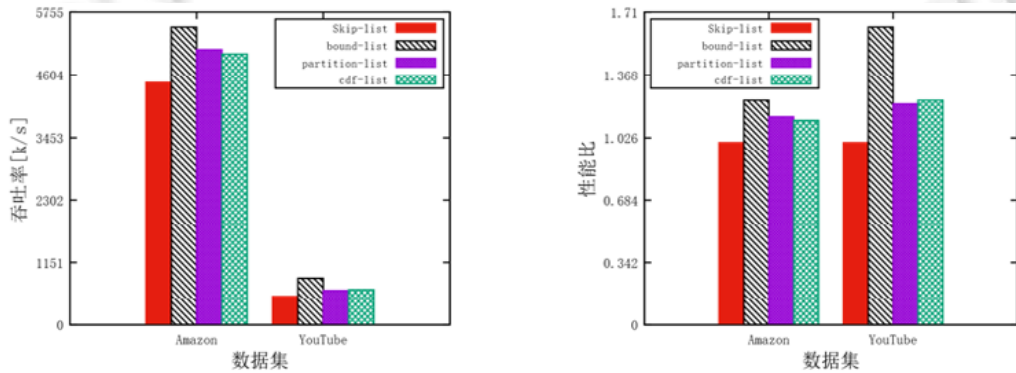 5755
4604
3453
2302
1151
0
吞吐率[k/s]
Skip-list
bound-list
partition-list
cdf-list
Amazon
YouTube
数据集
1.71
1.368
1.026
0.684
0.342
0
性能比
Skip-list
bound-list
partition-list
cdf-list
Amazon
YouTube
数据集